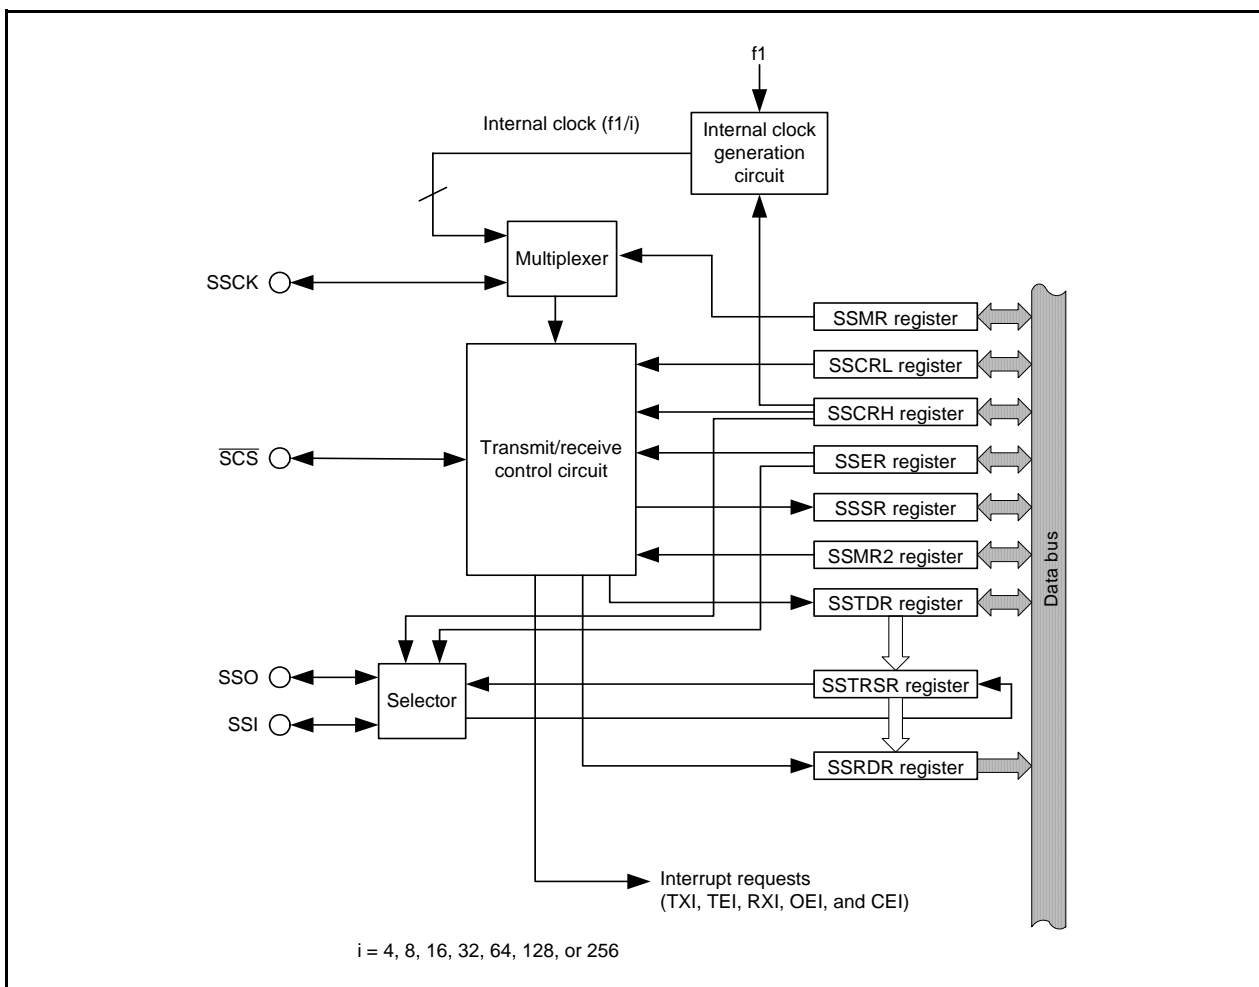 f1
Internal clock (f1/i)
Internal clock
generation
circuit
Multiplexer
SSCK
SSMR register
SSCRL register
SSCRH register
SCS
Transmit/receive
control circuit
SSER register
SSSR register
SSMR2 register
Data bus
SSTDR register
SSO
SSTRSR register
Selector
SSI
SSRDR register
Interrupt requests
(TXI, TEI, RXI, OEI, and CEI)
i = 4, 8, 16, 32, 64, 128, or 256